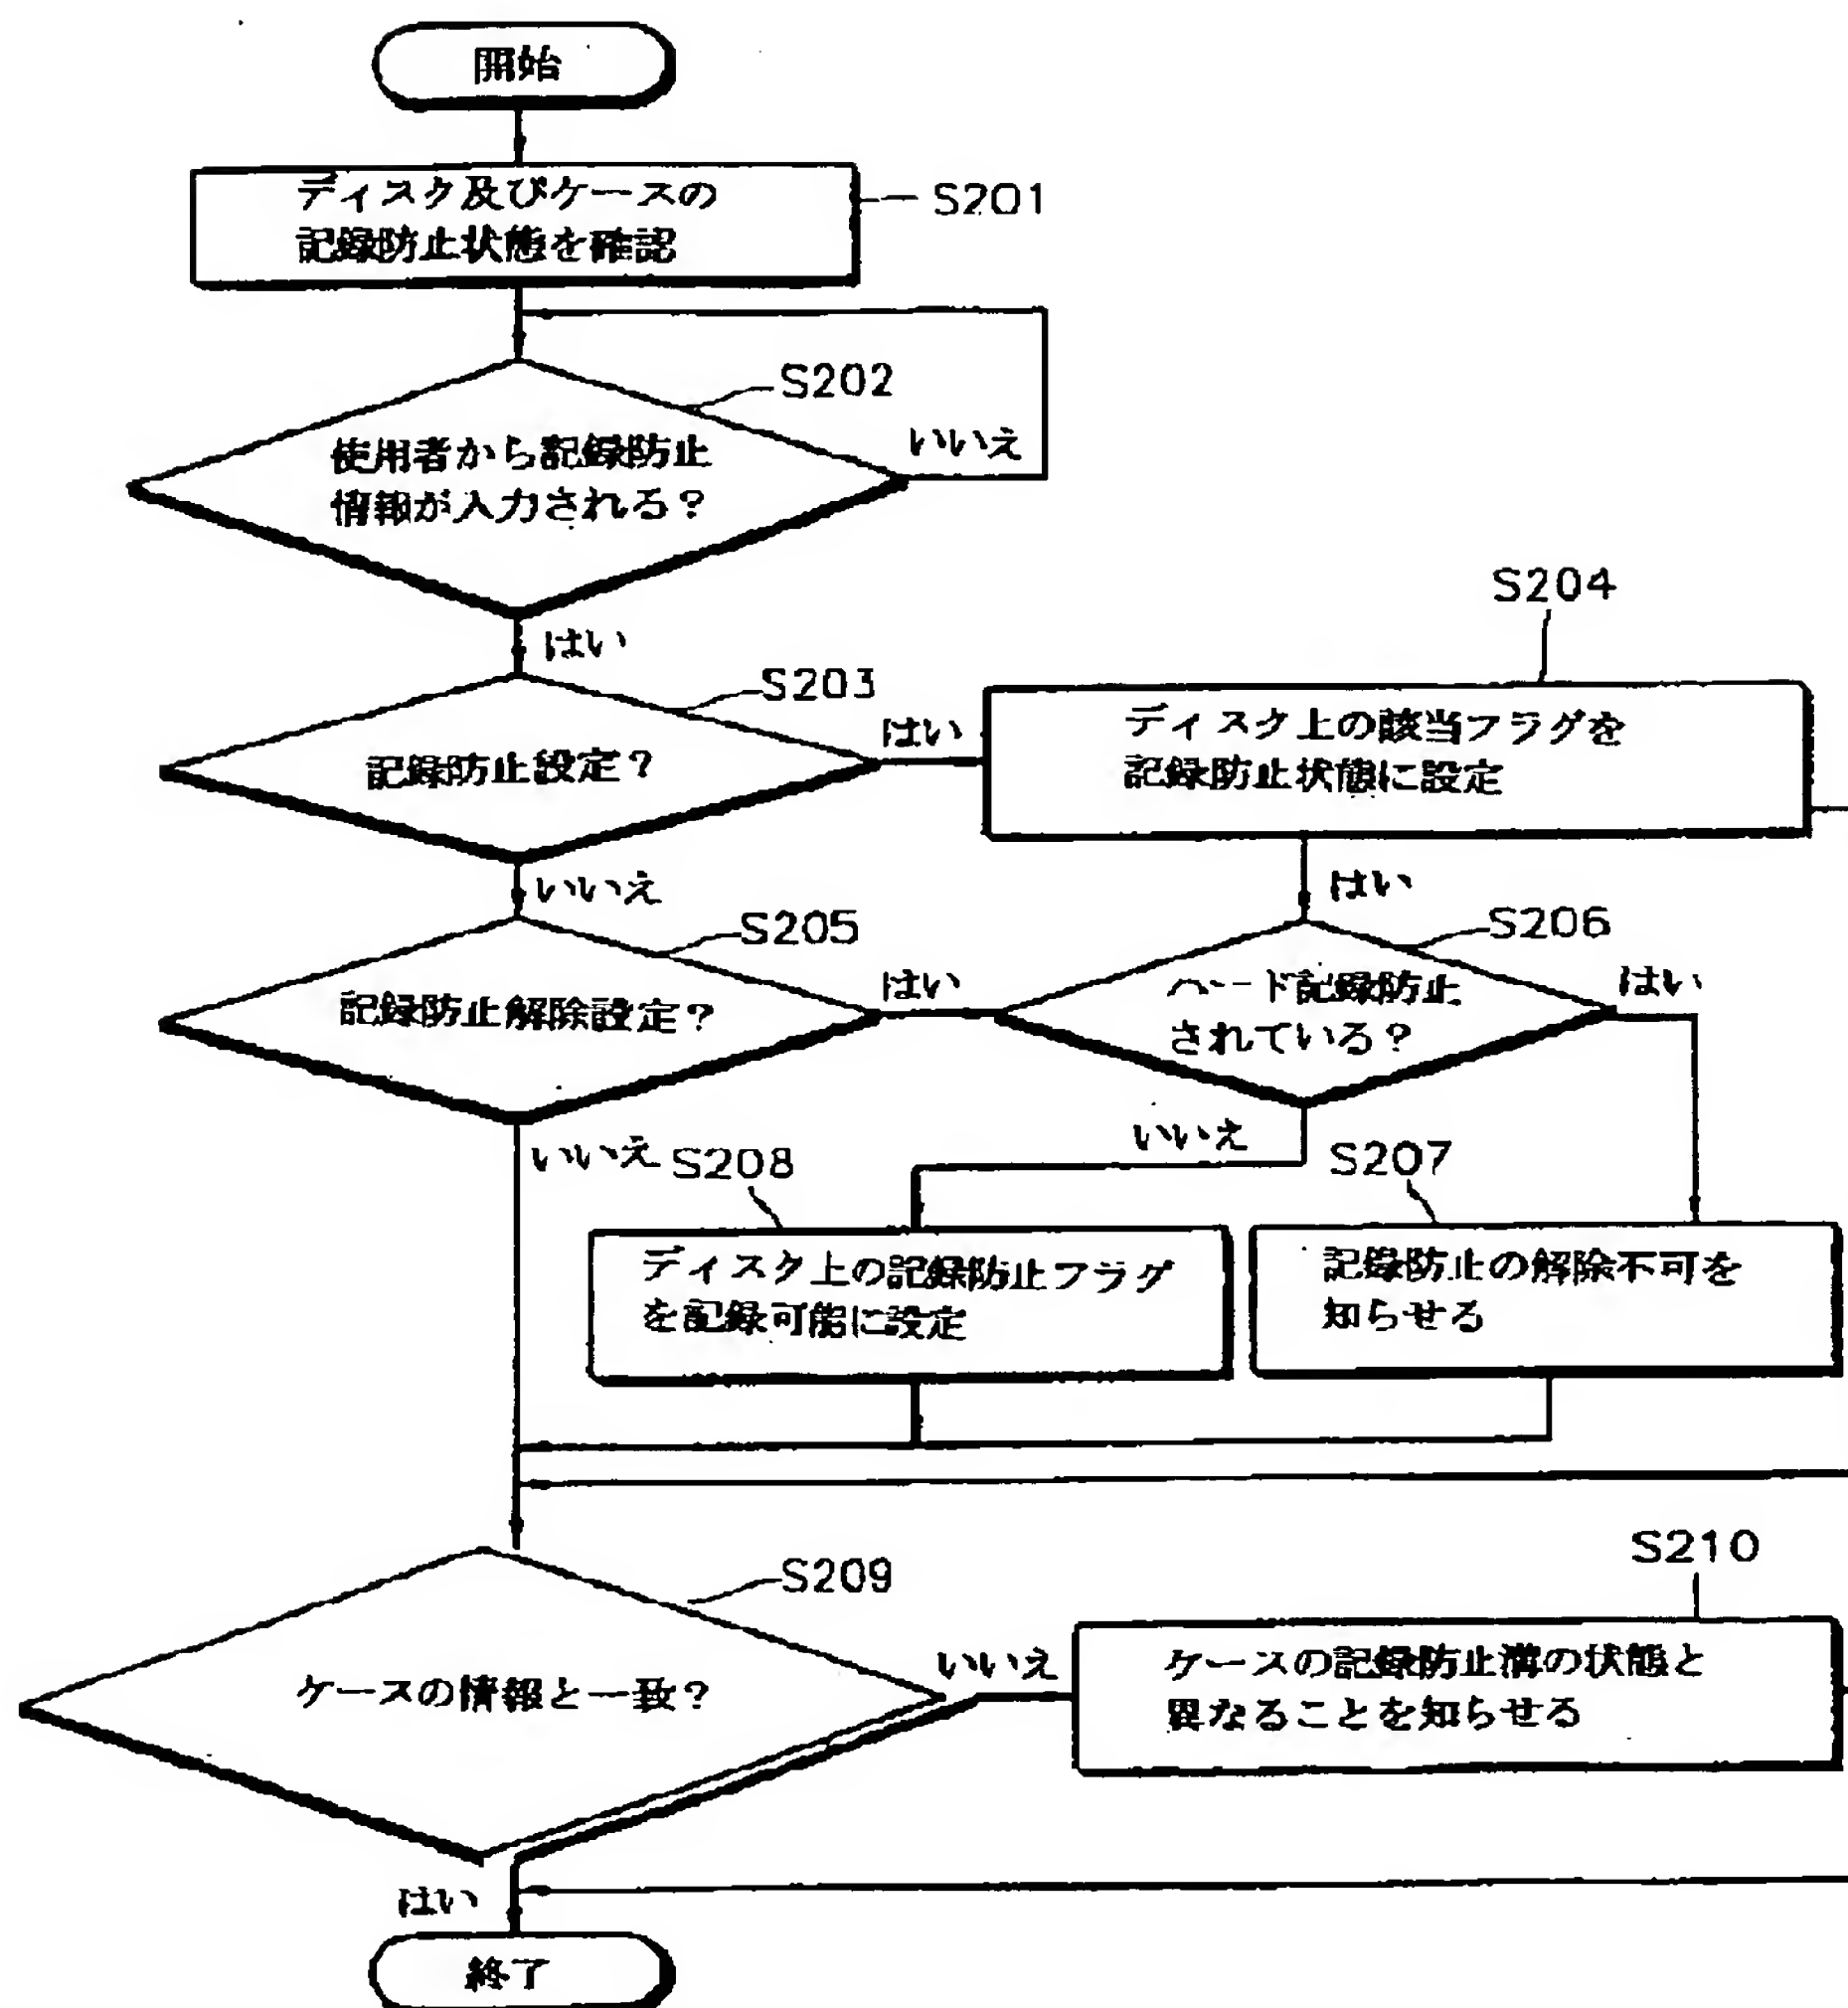 開始
ディスク及びケースの
記録防止状態を確認
S201
S202
使用者から記録防止
情報が入力される?
いいえ
はい
S203
記録防止設定?
はい
S204
ディスク上の該当フラグを
記録防止状態に設定
いいえ
はい
S205
記録防止解除設定?
はい
S206
ハード記録防止
されている?
はい
いいえ
いいえ
S208
ディスク上の記録防止フラグ
を記録可能に設定
S207
記録防止の解除不可を
知らせる
S209
ケースの情報と一致?
いいえ
S210
ケースの記録防止溝の状態と
異なることを知らせる
はい
終了